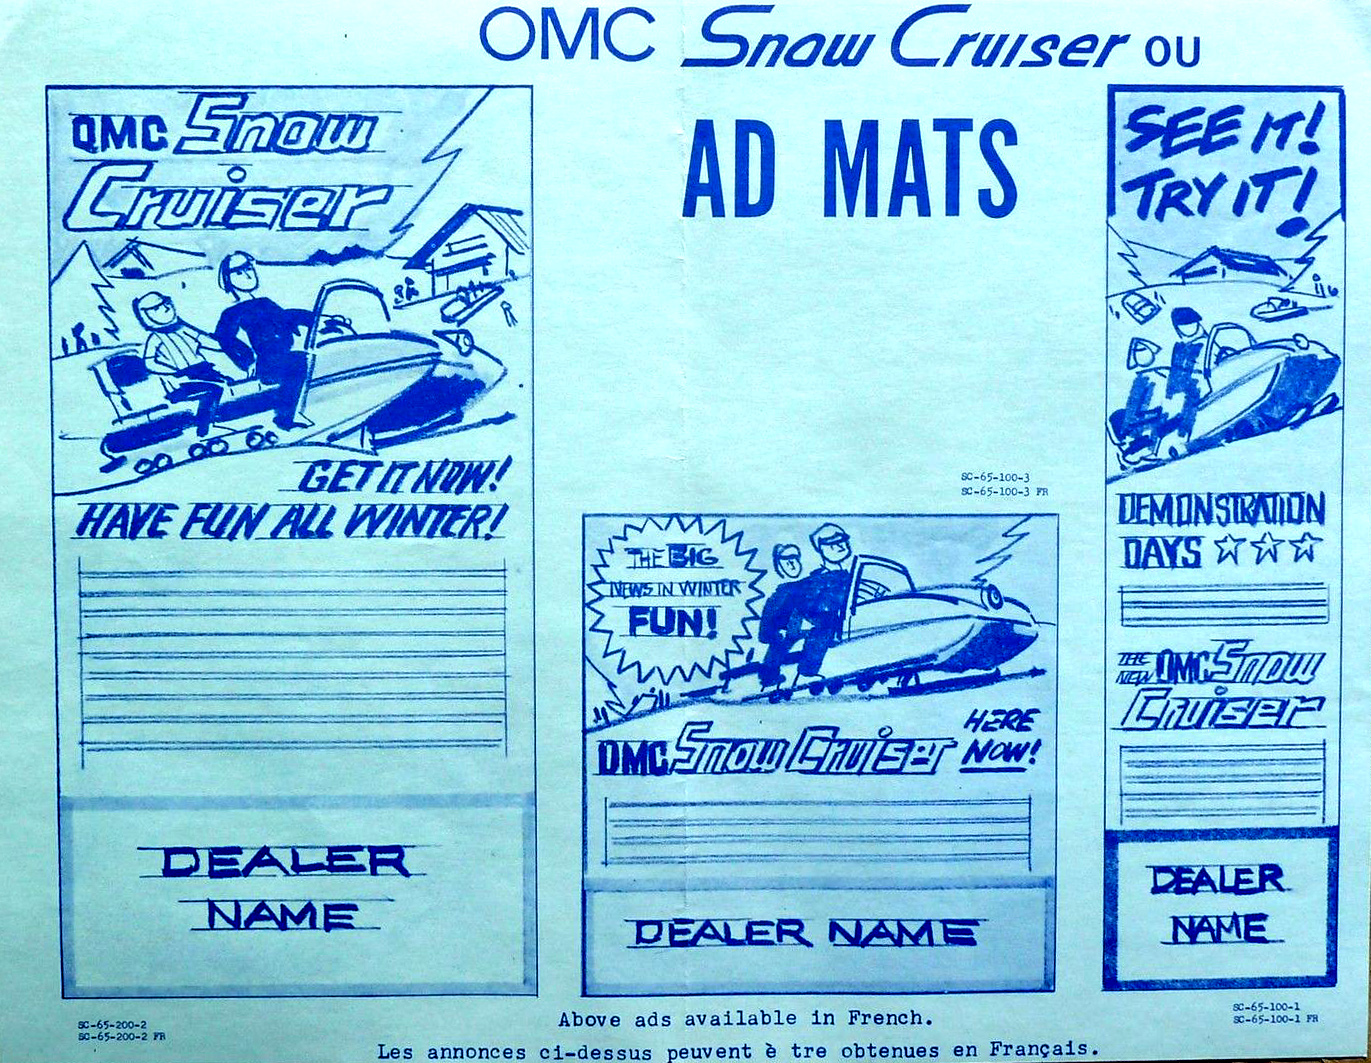 OMC Snow Cruiser OU
AD MATS
OMC Snow
Cruiser
GET IT NOW!
HAVE FUN ALL WINTER!
DEALER
NAME
SC-65-200-2
SC-65-200-2 FR
SC-65-100-3
SC-65-100-3 FR
THE BIG
NEWS IN WINTER
FUN!
OMC Snow Cruiser HERE
NOW!
DEALER NAME
SEE IT!
TRY IT!
DEMONSTRATION
DAYS ☆☆☆
THE NEW OMC Snow
Cruiser
DEALER
NAME
SC-65-100-1
SC-65-100-1 FR
Above ads available in French.
Les annonces ci-dessus peuvent è tre obtenues en Français.